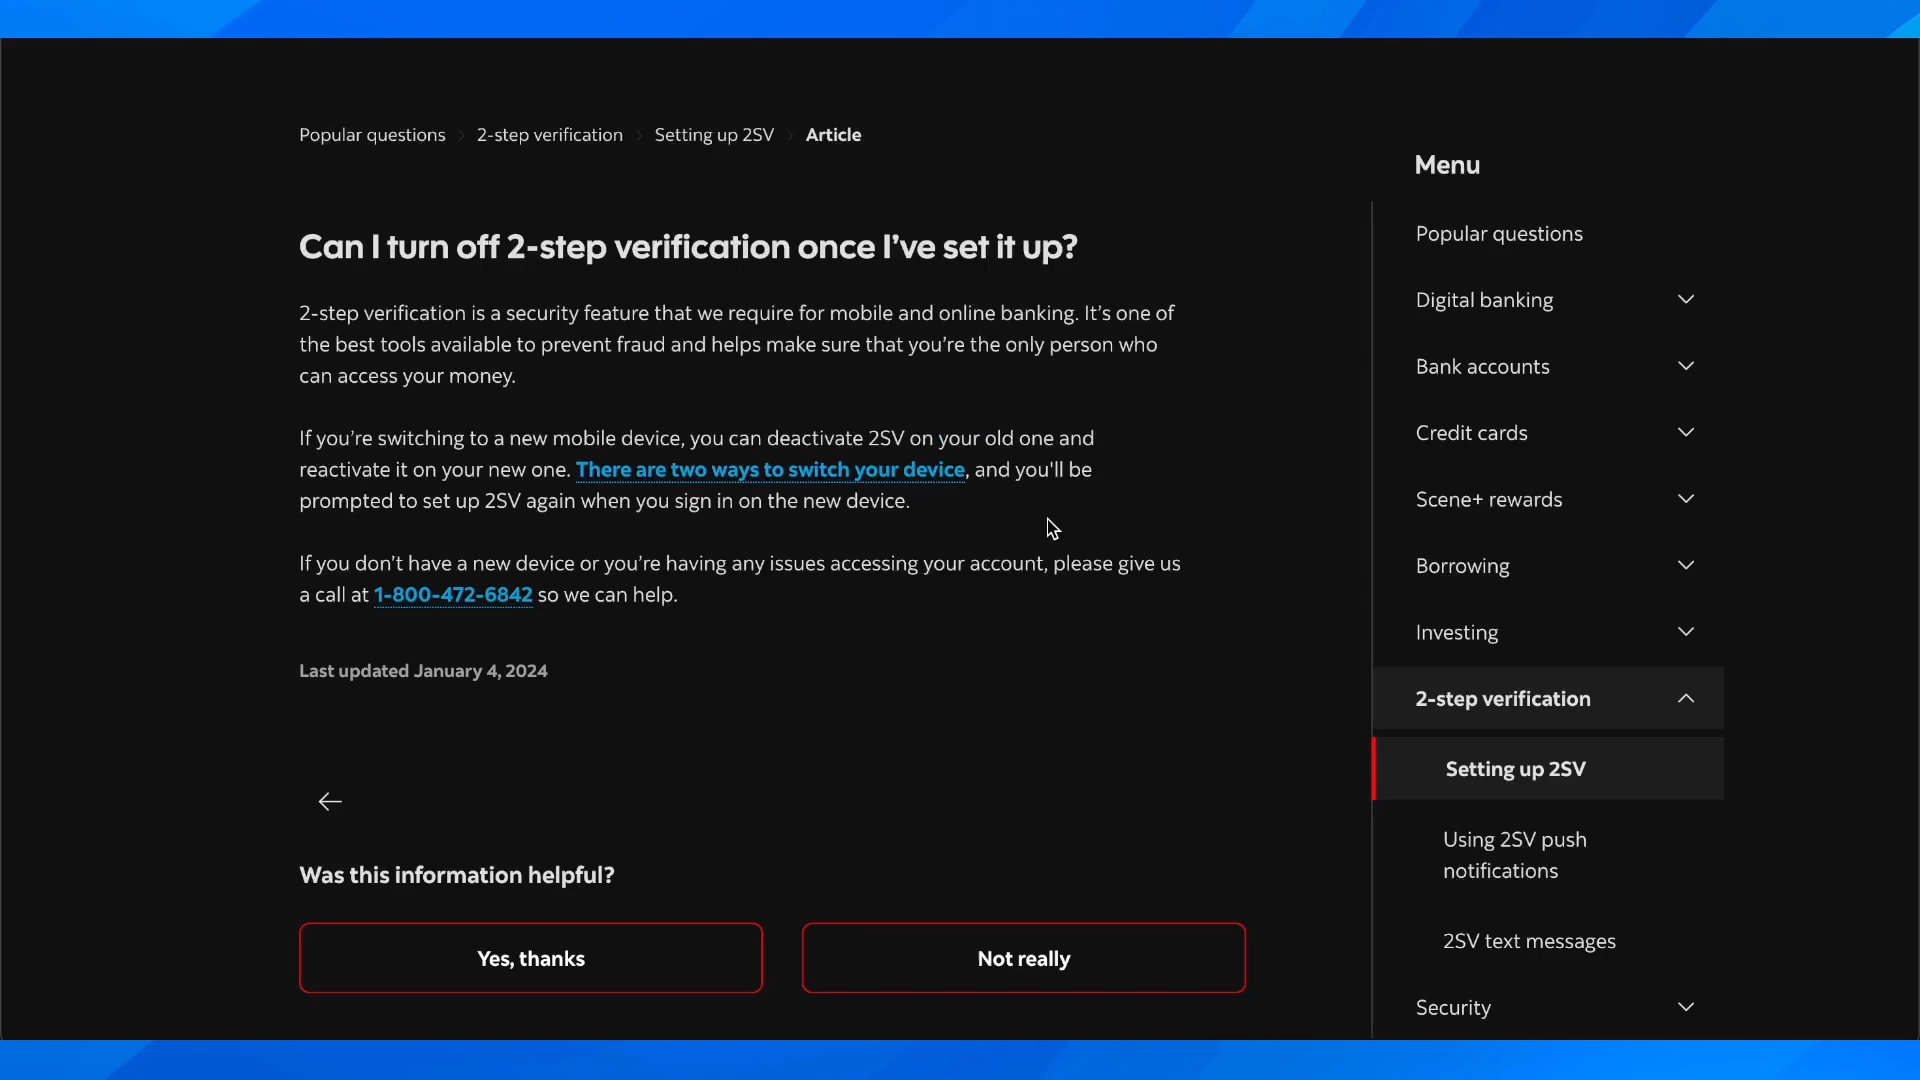 Popular questions > 2-step verification > Setting up 2SV > Article
Can I turn off 2-step verification once I’ve set it up?
2-step verification is a security feature that we require for mobile and online banking. It’s one of
the best tools available to prevent fraud and helps make sure that you’re the only person who
can access your money.
If you’re switching to a new mobile device, you can deactivate 2SV on your old one and
reactivate it on your new one. There are two ways to switch your device, and you'll be
prompted to set up 2SV again when you sign in on the new device.
If you don’t have a new device or you’re having any issues accessing your account, please give us
a call at 1-800-472-6842 so we can help.
Last updated January 4, 2024
Was this information helpful?
Yes, thanks
Not really
Menu
Popular questions
Digital banking
Bank accounts
Credit cards
Scene+ rewards
Borrowing
Investing
2-step verification
Setting up 2SV
Using 2SV push
notifications
2SV text messages
Security